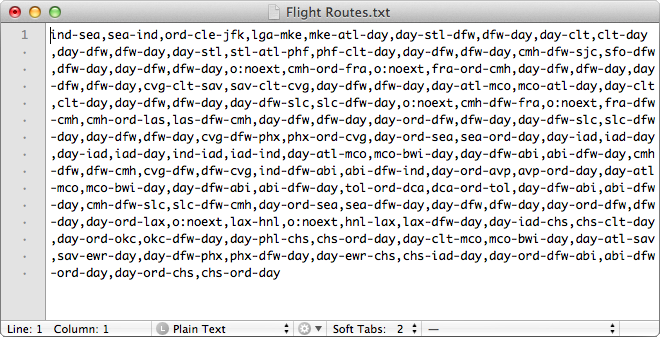 Flight Routes.txt
1 ind-sea,sea-ind,ord-cle-jfk,lga-mke,mke-atl-day,day-stl-dfw,dfw-day,day-clt,clt-day
,day-dfw,dfw-day,day-stl,stl-atl-phf,phf-clt-day,day-dfw,dfw-day,cmh-dfw-sjc,sfo-dfw
,dfw-day,day-dfw,dfw-day,o:noext,cmh-ord-fra,o:noext,fra-ord-cmh,day-dfw,dfw-day,day
-dfw,dfw-day,cvg-clt-sav,sav-clt-cvg,day-dfw,dfw-day,day-atl-mco,mco-atl-day,day-clt
,clt-day,day-dfw,dfw-day,day-dfw-slc,slc-dfw-day,o:noext,cmh-dfw-fra,o:noext,fra-dfw
-cmh,cmh-ord-las,las-dfw-cmh,day-dfw,dfw-day,day-ord-dfw,dfw-day,day-dfw-slc,slc-dfw
-day,day-dfw,dfw-day,cvg-dfw-phx,phx-ord-cvg,day-ord-sea,sea-ord-day,day-iad,iad-day
,day-iad,iad-day,ind-iad,iad-ind,day-atl-mco,mco-bwi-day,day-dfw-abi,abi-dfw-day,cmh
-dfw,dfw-cmh,cvg-dfw,dfw-cvg,ind-dfw-abi,abi-dfw-ind,day-ord-avp,avp-ord-day,day-atl
-mco,mco-bwi-day,day-dfw-abi,abi-dfw-day,tol-ord-dca,dca-ord-tol,day-dfw-abi,abi-dfw
-day,cmh-dfw-slc,slc-dfw-cmh,day-ord-sea,sea-dfw-day,day-dfw,dfw-day,day-ord-dfw,dfw
-day,day-ord-lax,o:noext,lax-hnl,o:noext,hnl-lax,lax-dfw-day,day-iad-chs,chs-clt-day
,day-ord-okc,okc-dfw-day,day-phl-chs,chs-ord-day,day-clt-mco,mco-bwi-day,day-atl-sav
,sav-ewr-day,day-dfw-phx,phx-dfw-day,day-ewr-chs,chs-iad-day,day-ord-dfw-abi,abi-dfw
-ord-day,day-ord-chs,chs-ord-day
Line: 1 Column: 1 L Plain Text Soft Tabs: 2 —